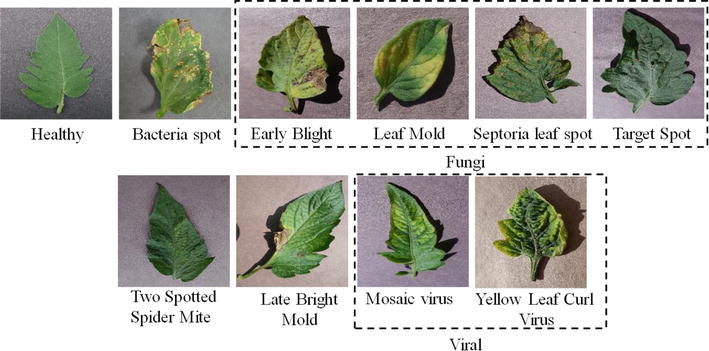 Healthy
Bacteria spot
Early Blight
Leaf Mold
Septoria leaf spot
Target Spot
Fungi
Two Spotted
Spider Mite
Late Bright
Mold
Mosaic virus
Yellow Leaf Curl
Virus
Viral